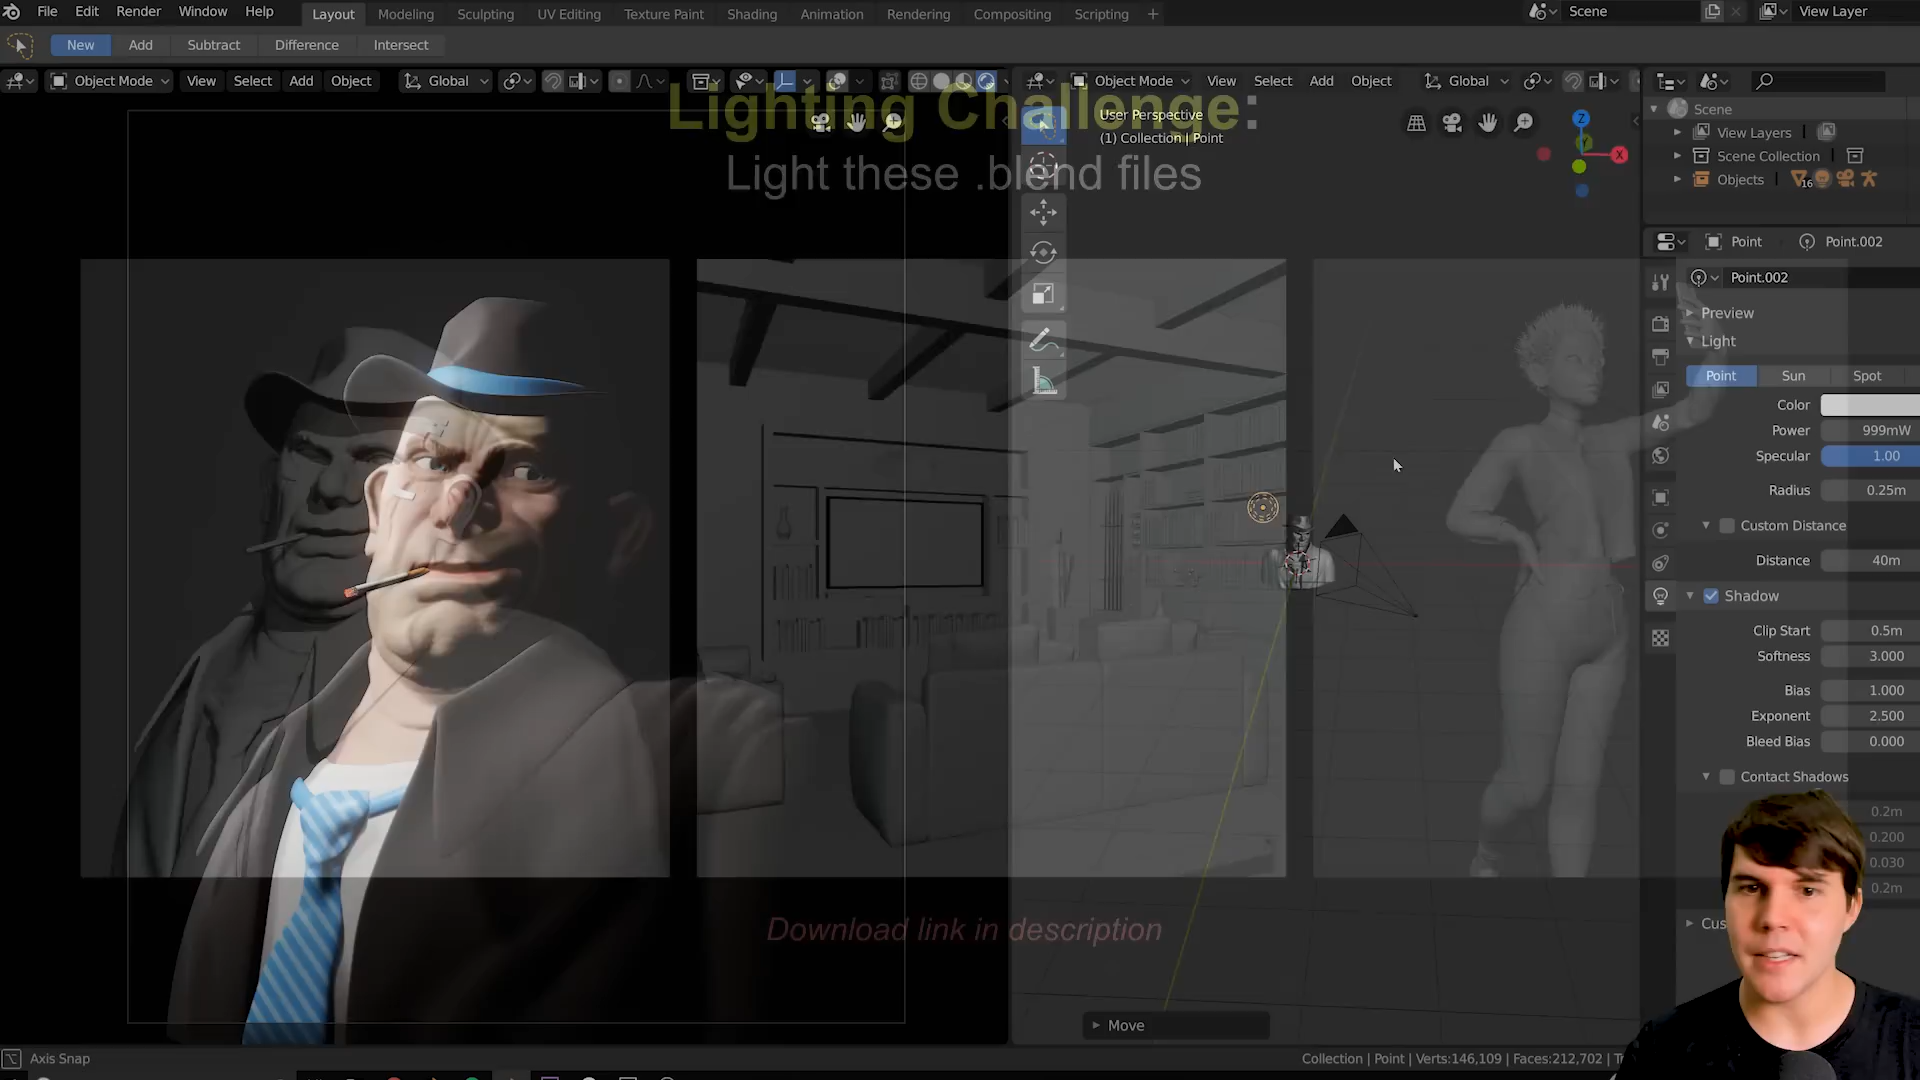 File Edit Render Window Help Layout Modeling Sculpting UV Editing Texture Paint Shading Animation Rendering Compositing Scripting + Scene View Layer
New Add Subtract Difference Intersect
Object Mode View Select Add Object Global Object Mode View Select Add Object Global
Lighting Challenge:
Light these .blend files
User Perspective
(1) Collection | Point
Z
X
Scene
View Layers
Scene Collection
Objects 16
Point Point.002
Point.002
Preview
Light
Point Sun Spot
Color
Power 999mW
Specular 1.00
Radius 0.25m
Custom Distance
Distance 40m
Shadow
Clip Start 0.5m
Softness 3.000
Bias 1.000
Exponent 2.500
Bleed Bias 0.000
Contact Shadows
0.2m
0.200
0.030
0.2m
Cus
Download link in description
Move
Axis Snap
Collection | Point | Verts:146,109 | Faces:212,702 |